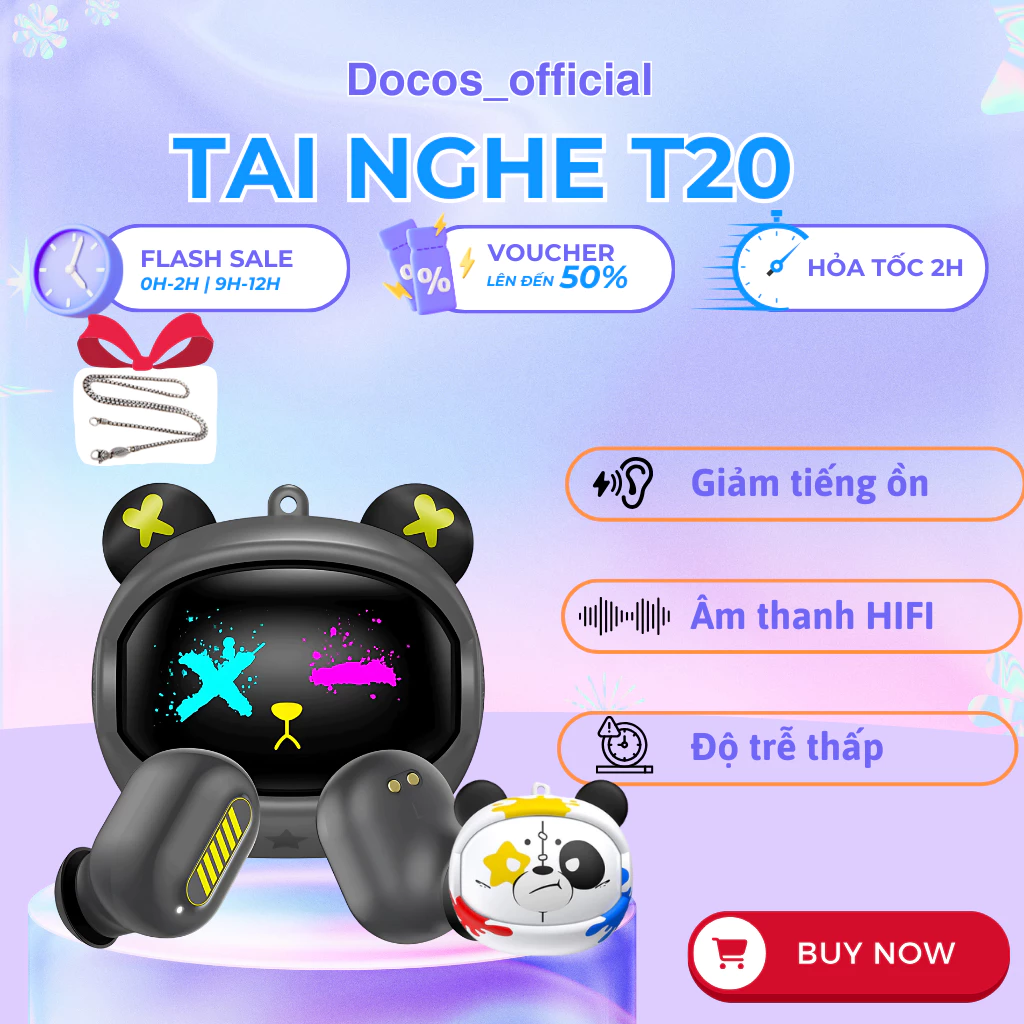 Docos_official
TAI NGHE T20
FLASH SALE
0H-2H | 9H-12H
%
%
VOUCHER
LÊN ĐẾN 50%
HỎA TỐC 2H
Giảm tiếng ồn
Âm thanh HIFI
Độ trễ thấp
BUY NOW